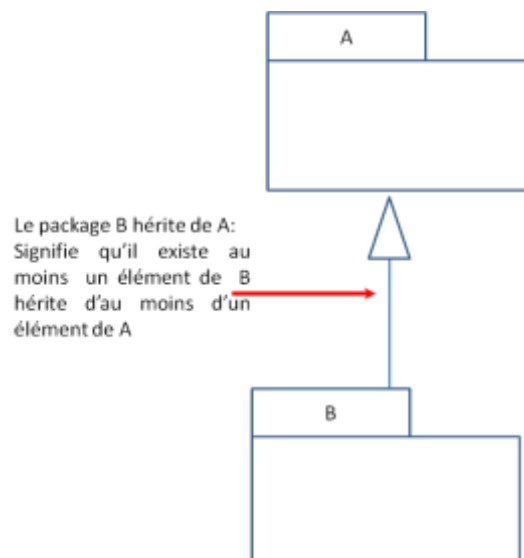 A
Le package B hérite de A:
Signifie qu'il existe au
moins un élément de B
hérite d'au moins d'un
élément de A
B